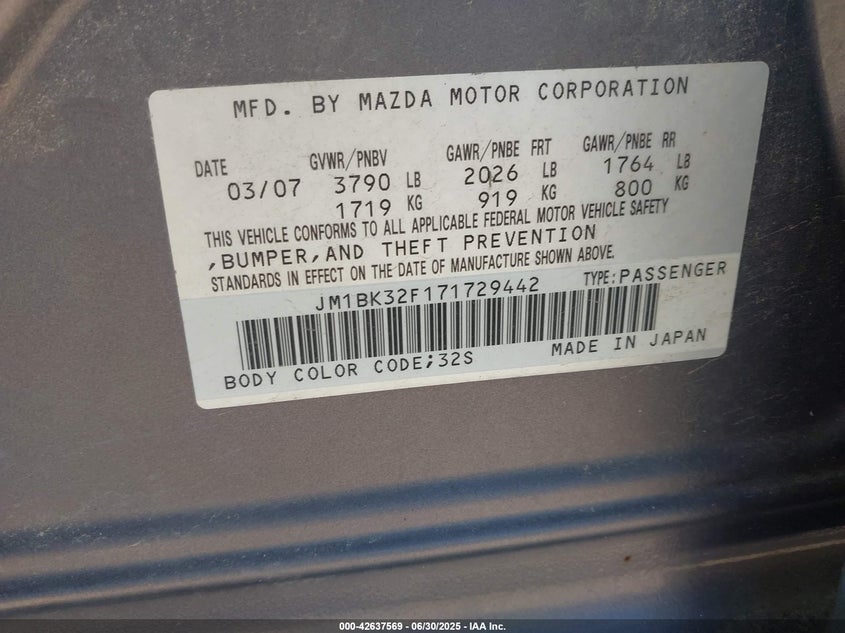 MFD. BY MAZDA MOTOR CORPORATION
DATE GVWR/PNBV GAWR/PNBE FRT GAWR/PNBE RR
03/07 3790 LB 2026 LB 1764 LB
1719 KG 919 KG 800 KG
THIS VEHICLE CONFORMS TO ALL APPLICABLE FEDERAL MOTOR VEHICLE SAFETY
,BUMPER,AND THEFT PREVENTION
STANDARDS IN EFFECT ON THE DATE OF MANUFACTURE SHOWN ABOVE.
JM1BK32F171729442 TYPE:PASSENGER
BODY COLOR CODE;32S MADE IN JAPAN
000-42637569 - 06/30/2025 - IAA Inc.